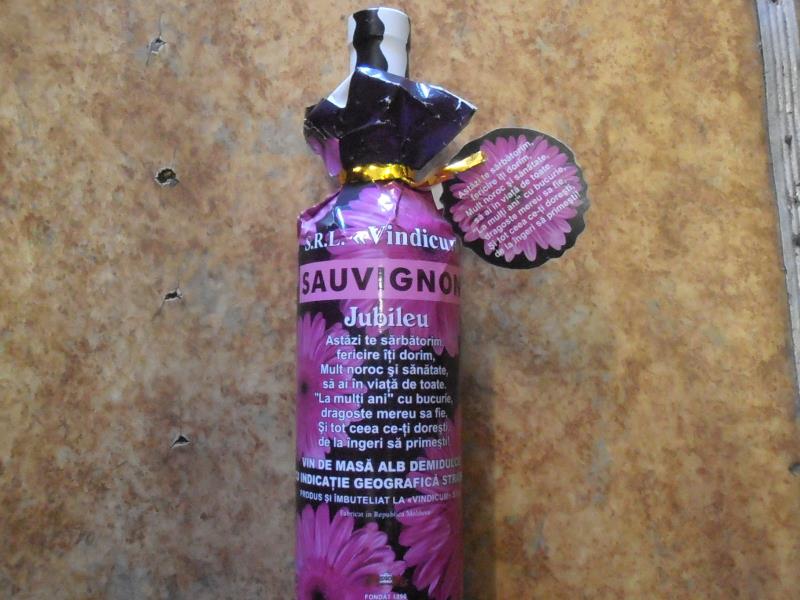 S.R.L. «Vindicum
SAUVIGNON
Jubileu
Astăzi te sărbătorim,
fericire îți dorim,
Mult noroc și sănătate,
să ai în viață de toate.
"La mulți ani" cu bucurie,
dragoste mereu sa fie,
Și tot ceea ce-ți dorești
de la îngeri să primești!
VIN DE MASĂ ALB DEMIDULCE
CU INDICAȚIE GEOGRAFICĂ
PRODUS ȘI ÎMBUTELIAT LA «VINDICUM»
Fabricat în Republica Moldova
FONDAT
Astăzi te sărbătorim,
fericire îți dorim,
Mult noroc și sănătate,
să ai în viață de toate.
"La mulți ani" cu bucurie,
dragoste mereu sa fie,
Și tot ceea ce-ți dorești,
de la îngeri să primești!